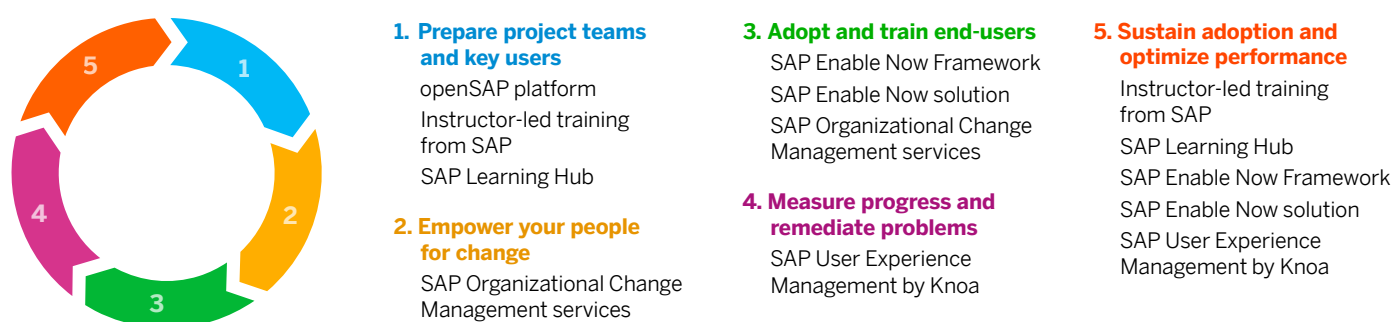 5
1
4
2
3
1. Prepare project teams
and key users
openSAP platform
Instructor-led training
from SAP
SAP Learning Hub
2. Empower your people
for change
SAP Organizational Change
Management services
3. Adopt and train end-users
SAP Enable Now Framework
SAP Enable Now solution
SAP Organizational Change
Management services
4. Measure progress and
remediate problems
SAP User Experience
Management by Knoa
5. Sustain adoption and
optimize performance
Instructor-led training
from SAP
SAP Learning Hub
SAP Enable Now Framework
SAP Enable Now solution
SAP User Experience
Management by Knoa